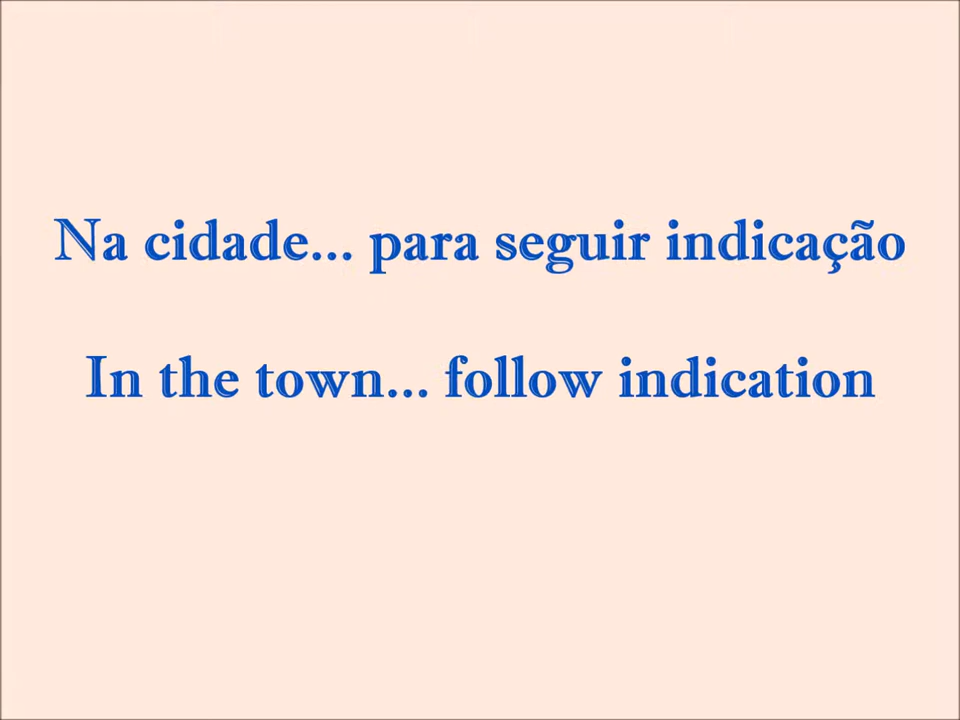 Na cidade... para seguir indicação
In the town... follow indication